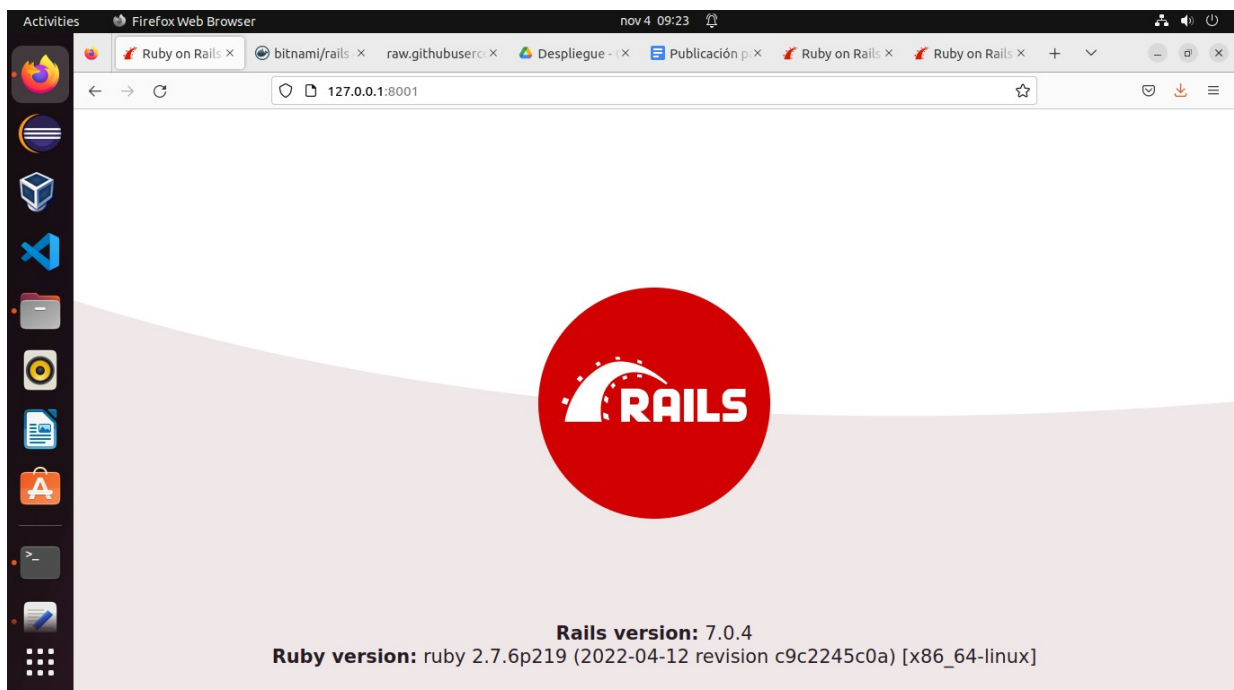 Activities Firefox Web Browser nov 4 09:23
Ruby on Rails bitnami/rails raw.githubuserco Despliegue - Publicación p Ruby on Rails Ruby on Rails
127.0.0.1:8001
RAILS
Rails version: 7.0.4
Ruby version: ruby 2.7.6p219 (2022-04-12 revision c9c2245c0a) [x86_64-linux]